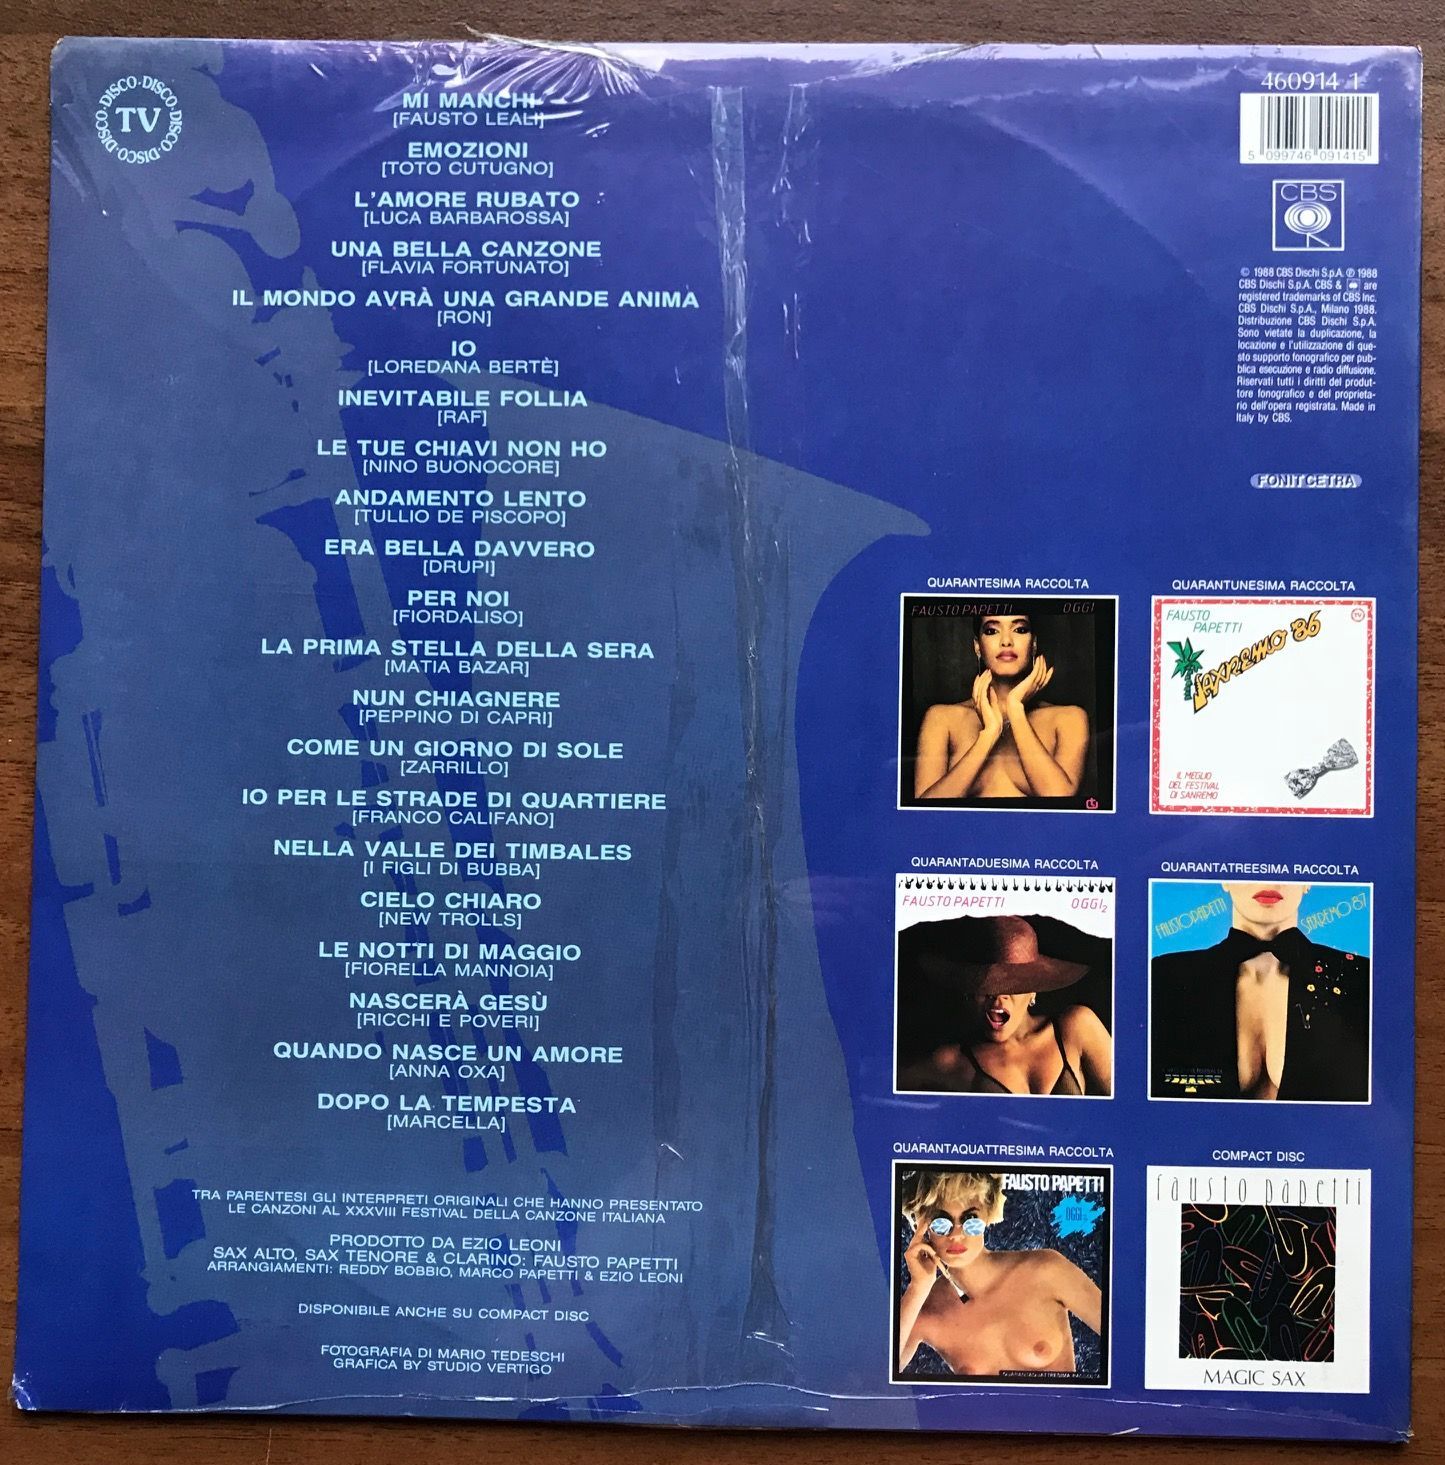 DISCO·DISCO·DISCO·DISCO·
TV
MI MANCHI
[FAUSTO LEALI]
EMOZIONI
[TOTO CUTUGNO]
L'AMORE RUBATO
[LUCA BARBAROSSA]
UNA BELLA CANZONE
[FLAVIA FORTUNATO]
IL MONDO AVRÀ UNA GRANDE ANIMA
[RON]
IO
[LOREDANA BERTÈ]
INEVITABILE FOLLIA
[RAF]
LE TUE CHIAVI NON HO
[NINO BUONOCORE]
ANDAMENTO LENTO
[TULLIO DE PISCOPO]
ERA BELLA DAVVERO
[DRUPI]
PER NOI
[FIORDALISO]
LA PRIMA STELLA DELLA SERA
[MATIA BAZAR]
NUN CHIAGNERE
[PEPPINO DI CAPRI]
COME UN GIORNO DI SOLE
[ZARRILLO]
IO PER LE STRADE DI QUARTIERE
[FRANCO CALIFANO]
NELLA VALLE DEI TIMBALES
[I FIGLI DI BUBBA]
CIELO CHIARO
[NEW TROLLS]
LE NOTTI DI MAGGIO
[FIORELLA MANNOIA]
NASCERÀ GESÙ
[RICCHI E POVERI]
QUANDO NASCE UN AMORE
[ANNA OXA]
DOPO LA TEMPESTA
[MARCELLA]
TRA PARENTESI GLI INTERPRETI ORIGINALI CHE HANNO PRESENTATO
LE CANZONI AL XXXVIII FESTIVAL DELLA CANZONE ITALIANA
PRODOTTO DA EZIO LEONI
SAX ALTO, SAX TENORE & CLARINO: FAUSTO PAPETTI
ARRANGIAMENTI: REDDY BOBBIO, MARCO PAPETTI & EZIO LEONI
DISPONIBILE ANCHE SU COMPACT DISC
FOTOGRAFIA DI MARIO TEDESCHI
GRAFICA BY STUDIO VERTIGO
460914 1
5 099746 091415
CBS
© 1988 CBS Dischi S.p.A. ℗ 1988
CBS Dischi S.p.A. CBS & are
registered trademarks of CBS Inc.
CBS Dischi S.p.A., Milano 1988.
Distribuzione CBS Dischi S.p.A.
Sono vietate la duplicazione, la
locazione e l'utilizzazione di que-
sto supporto fonografico per pub-
blica esecuzione e radio diffusione.
Riservati tutti i diritti del produt-
tore fonografico e del proprieta-
rio dell'opera registrata. Made in
Italy by CBS.
FONIT CETRA
QUARANTESIMA RACCOLTA
FAUSTO PAPETTI OGGI
QUARANTUNESIMA RACCOLTA
FAUSTO
PAPETTI
TV
SAXREMO '86
IL MEGLIO
DEL FESTIVAL
DI SANREMO
QUARANTADUESIMA RACCOLTA
FAUSTO PAPETTI OGGI 2
QUARANTATREESIMA RACCOLTA
FAUSTO PAPETTI SAXREMO 87
QUARANTAQUATTRESIMA RACCOLTA
FAUSTO PAPETTI
OGGI
QUARANTAQUATTRESIMA RACCOLTA
COMPACT DISC
fausto papetti
MAGIC SAX